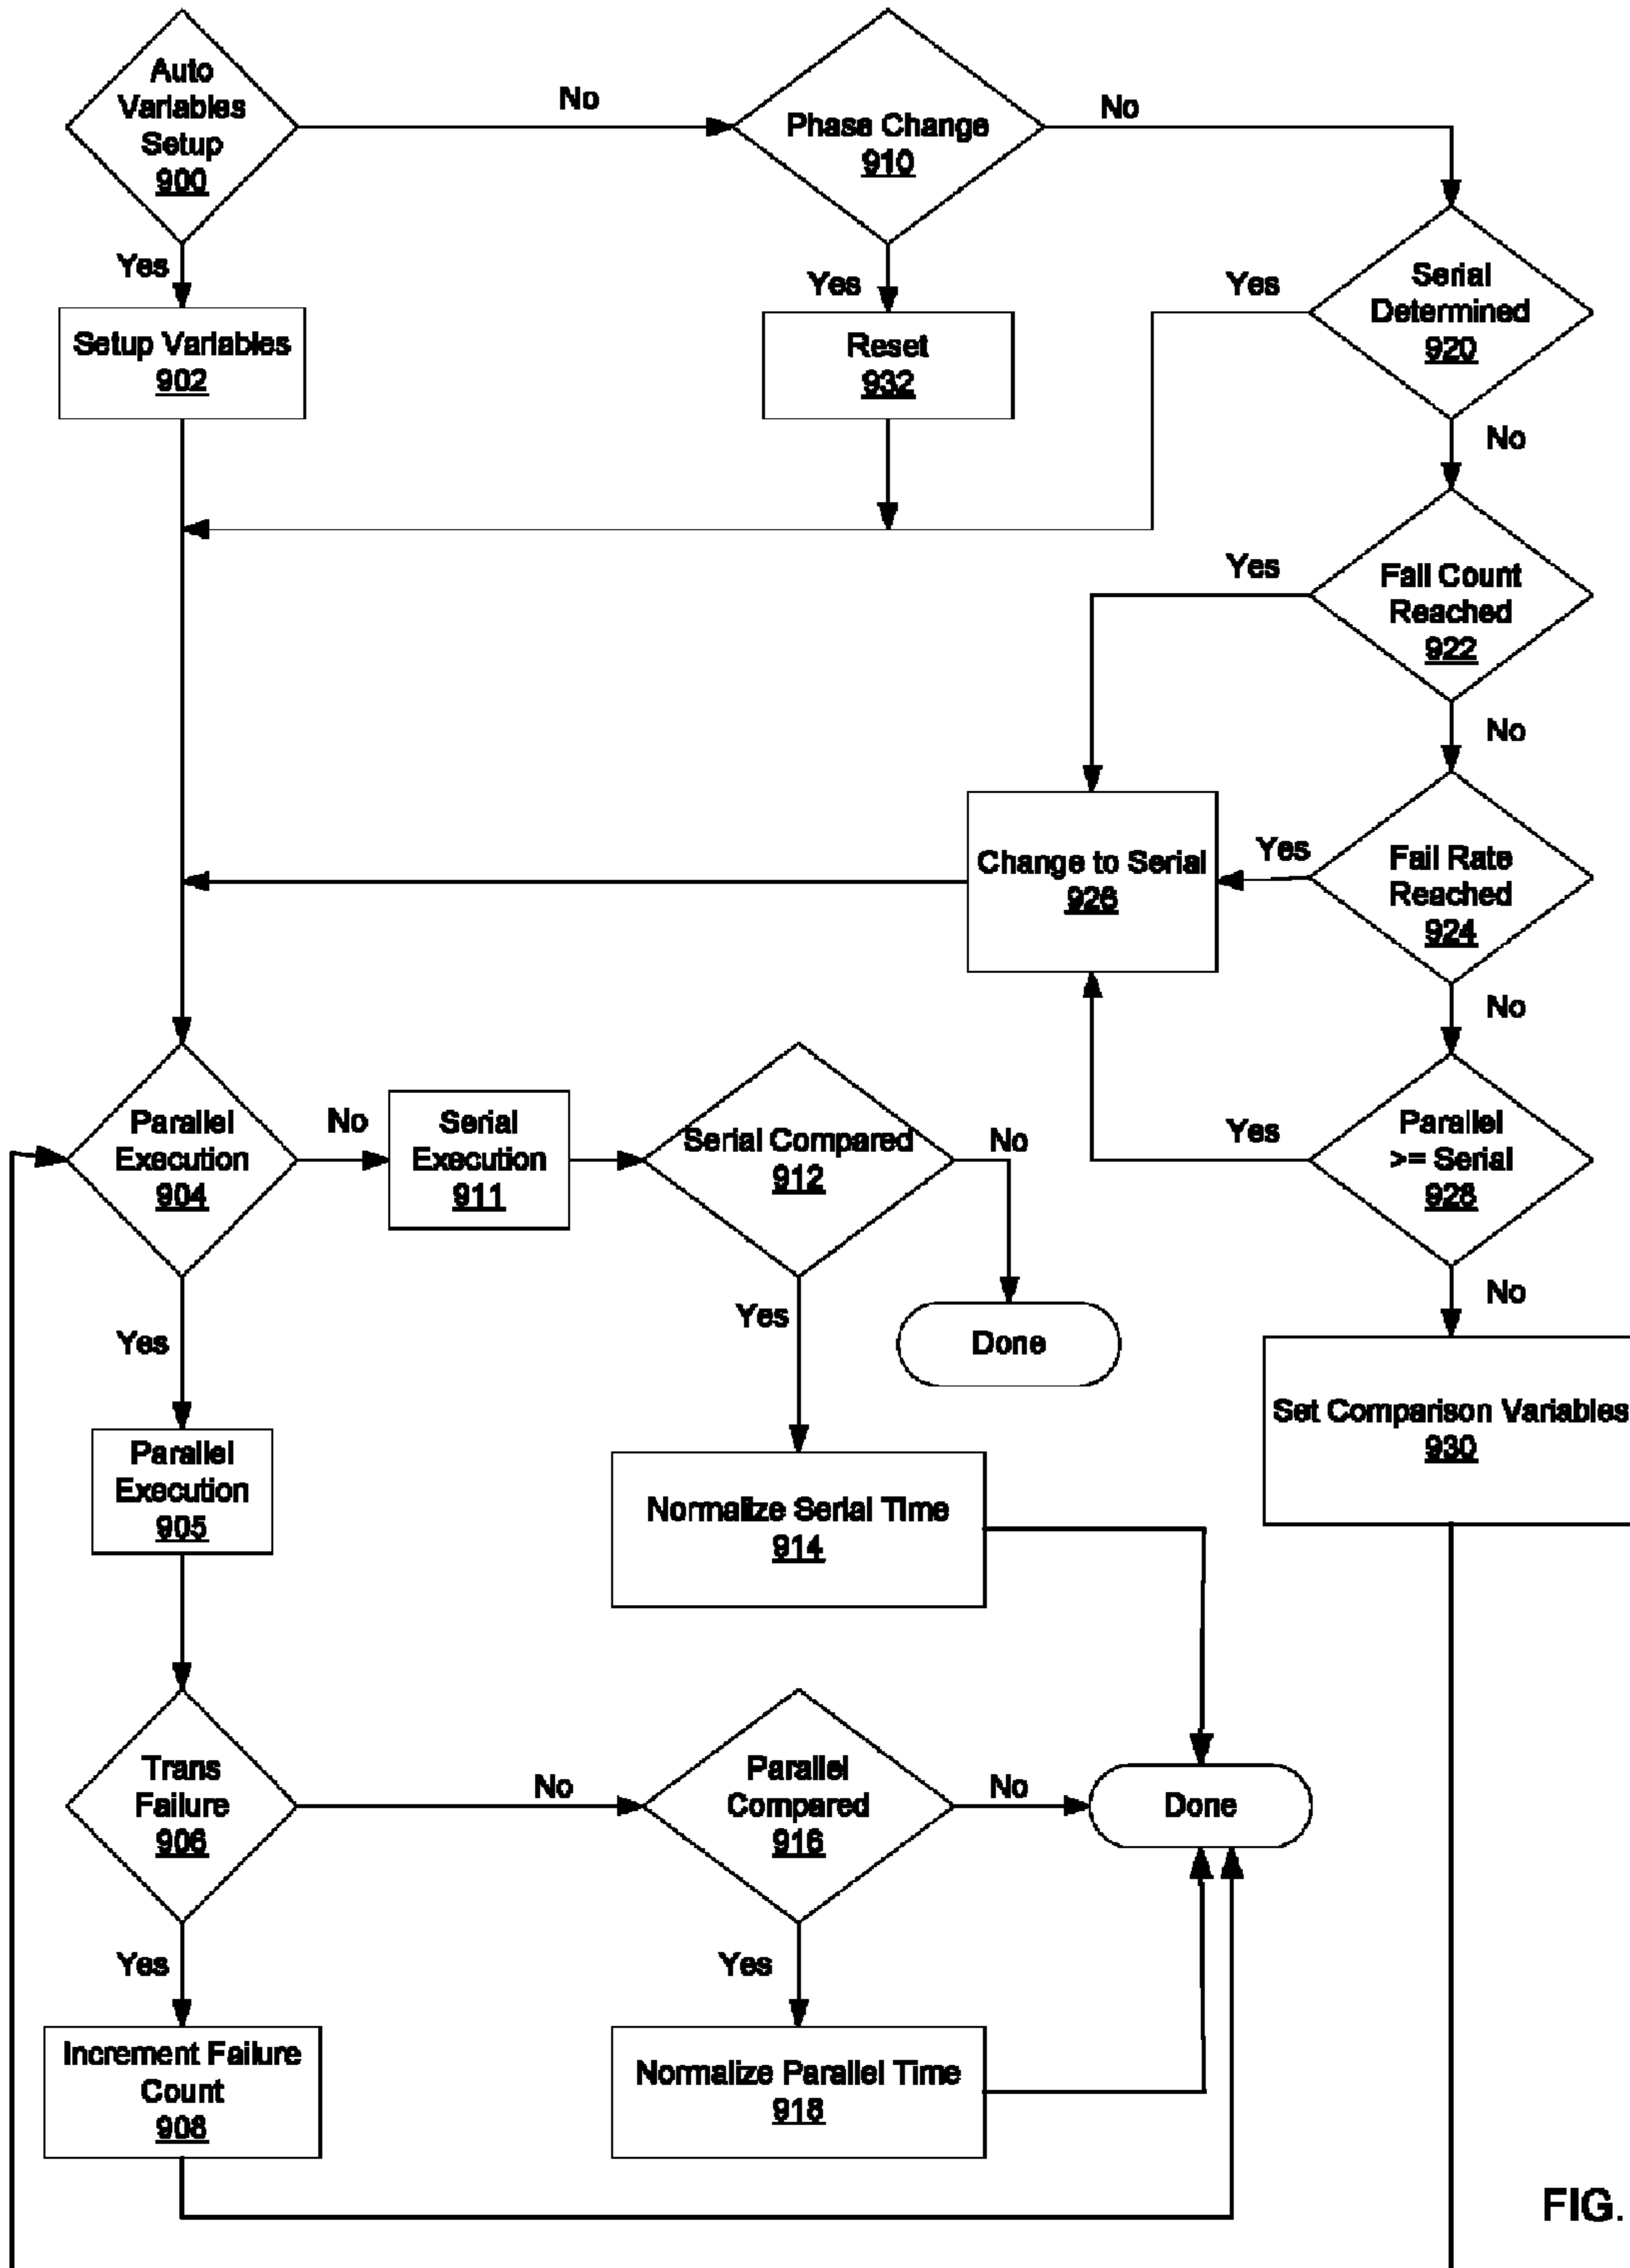 Auto
Variables
Setup
900
No
Phase Change
910
No
Yes
Setup Variables
902
Yes
Reset
932
Yes
Serial
Determined
920
No
Yes
Fail Count
Reached
922
No
Change to Serial
926
Yes
Fail Rate
Reached
924
No
Parallel
Execution
904
No
Serial
Execution
911
Serial Compared
912
No
Yes
Parallel
>= Serial
928
No
Yes
Yes
Done
Set Comparison Variables
930
Parallel
Execution
905
Normalize Serial Time
914
Trans
Failure
906
No
Parallel
Compared
916
No
Done
Yes
Yes
Increment Failure
Count
908
Normalize Parallel Time
918
FIG.